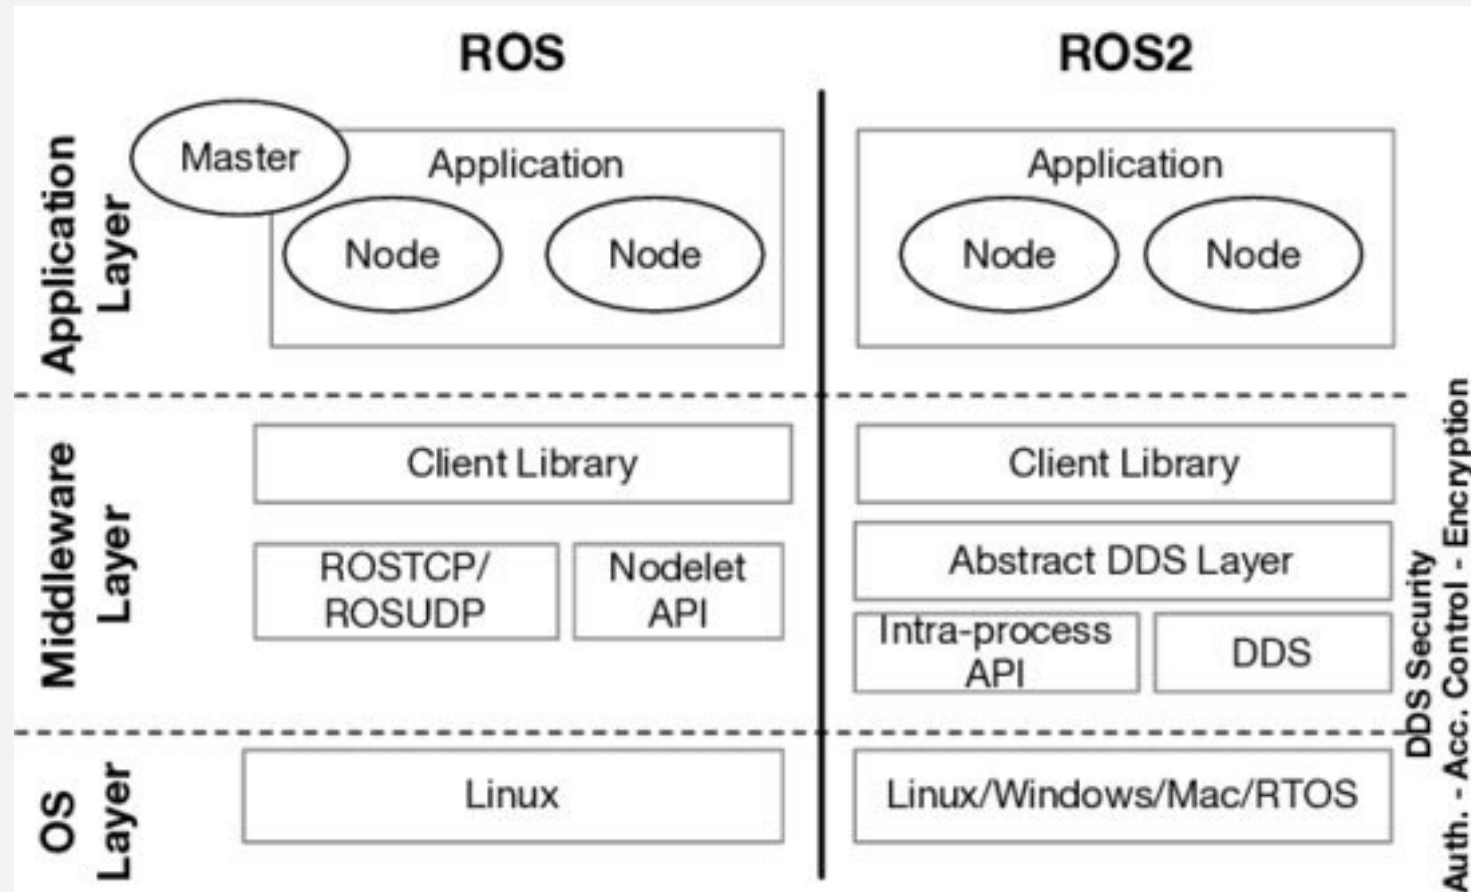 ROS
ROS2
Application
Layer
Master
Application
Node
Node
Application
Node
Node
Middleware
Layer
Client Library
ROSTCP/
ROSUDP
Nodelet
API
Client Library
Abstract DDS Layer
Intra-process
API
DDS
OS
Layer
Linux
Linux/Windows/Mac/RTOS
DDS Security
Auth. - Acc. Control - Encryption